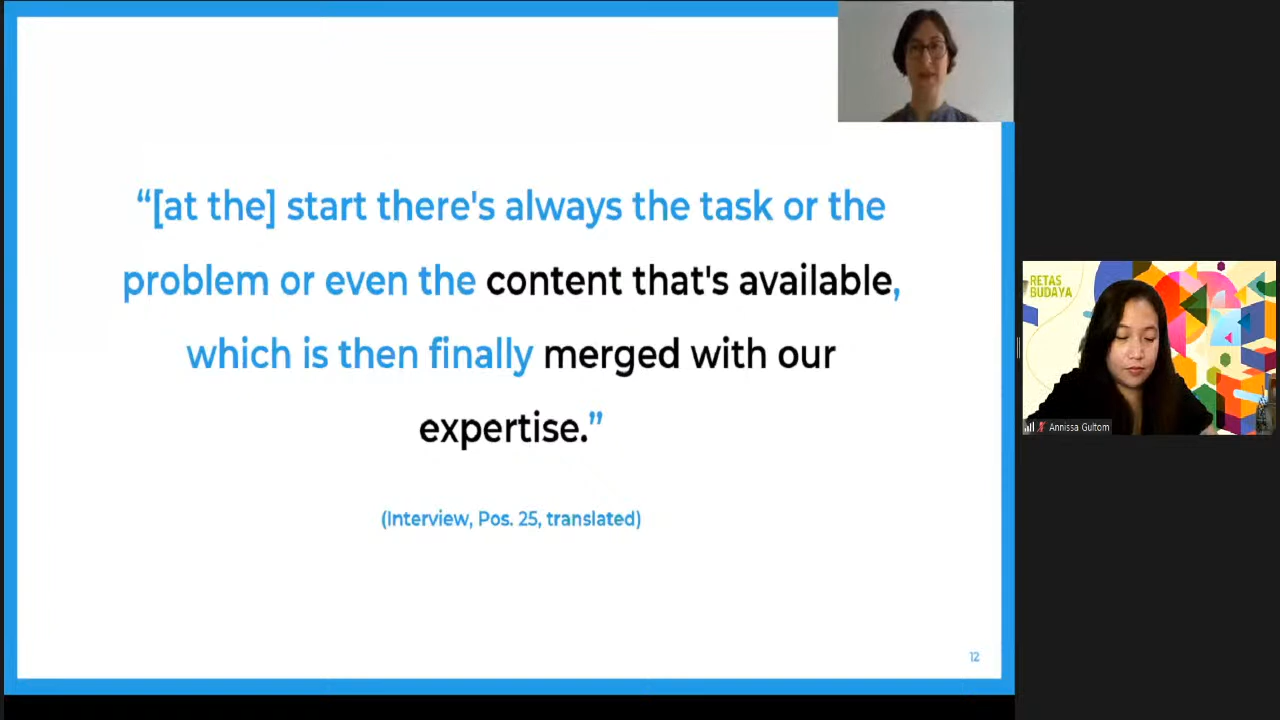 “[at the] start there's always the task or the
problem or even the content that's available,
which is then finally merged with our
expertise.”
(Interview, Pos. 25, translated)
12
RETAS
BUDAYA
Annissa Gultom